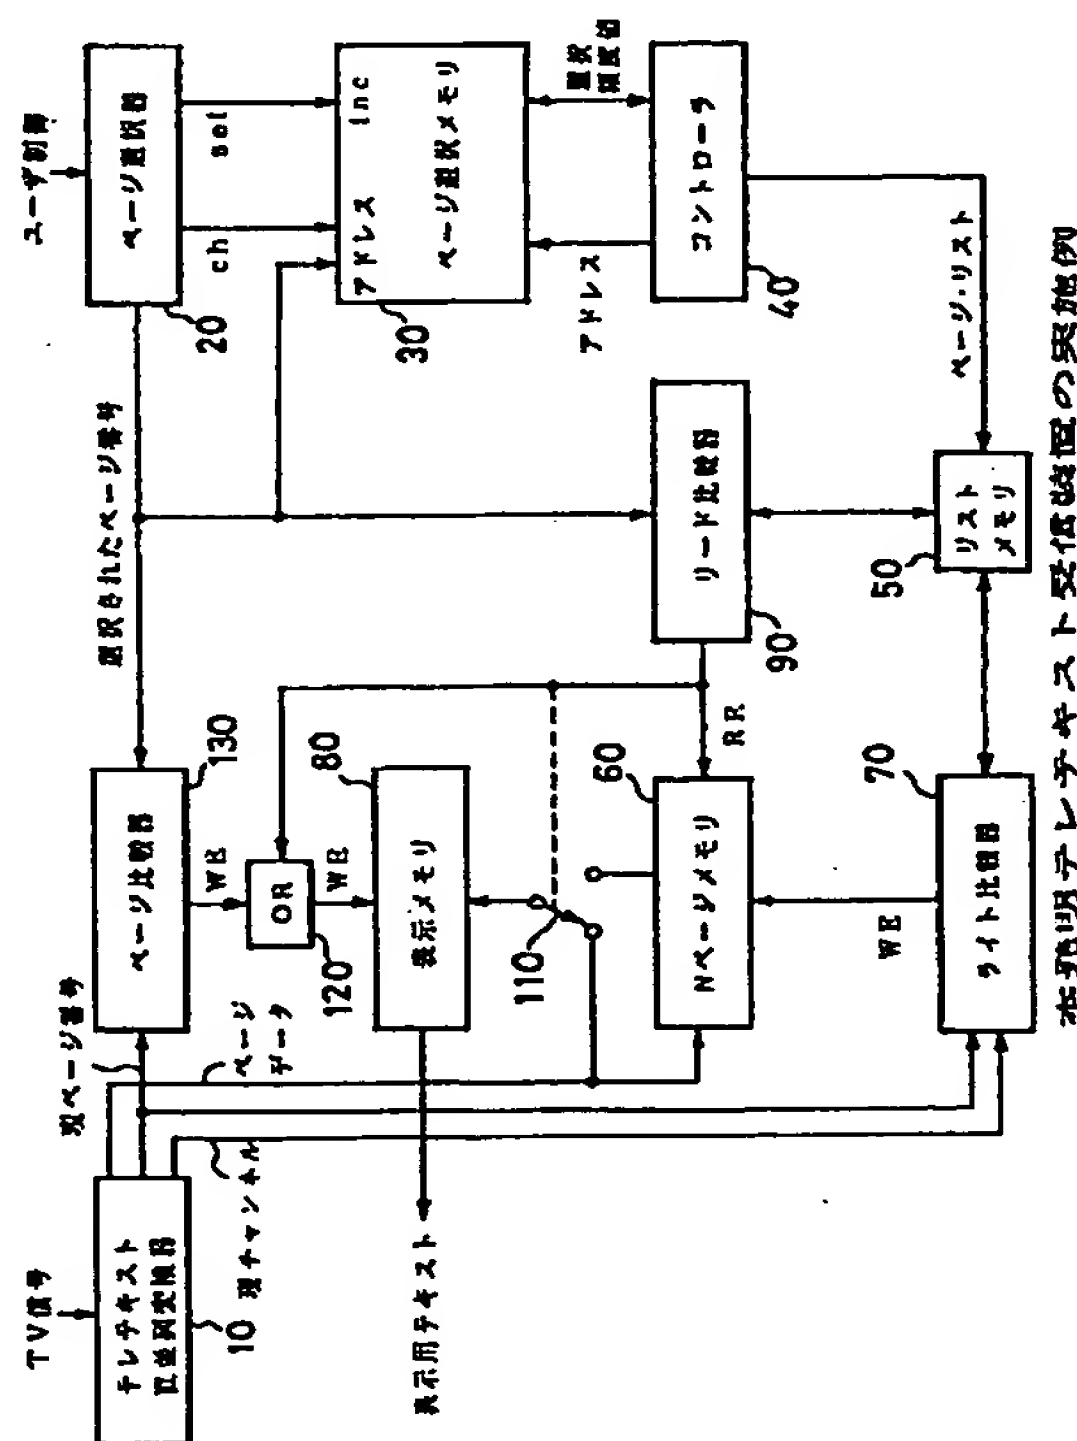 TV信号
テレテキスト
直並列変換器
10
現チャンネル
現ページ番号
ページ
データ
ページ比較器
130
WE
OR
120
WE
表示メモリ
80
110
表示用テキスト
Nページメモリ
60
RR
WE
ライト比較器
70
選択されたページ番号
ユーザ制御
ページ選択器
20
ch
sel
アドレス
inc
ページ選択メモリ
30
選択
頻度値
アドレス
コントローラ
40
リード比較器
90
ページ・リスト
リスト
メモリ
50
本発明テレテキスト受信装置の実施例